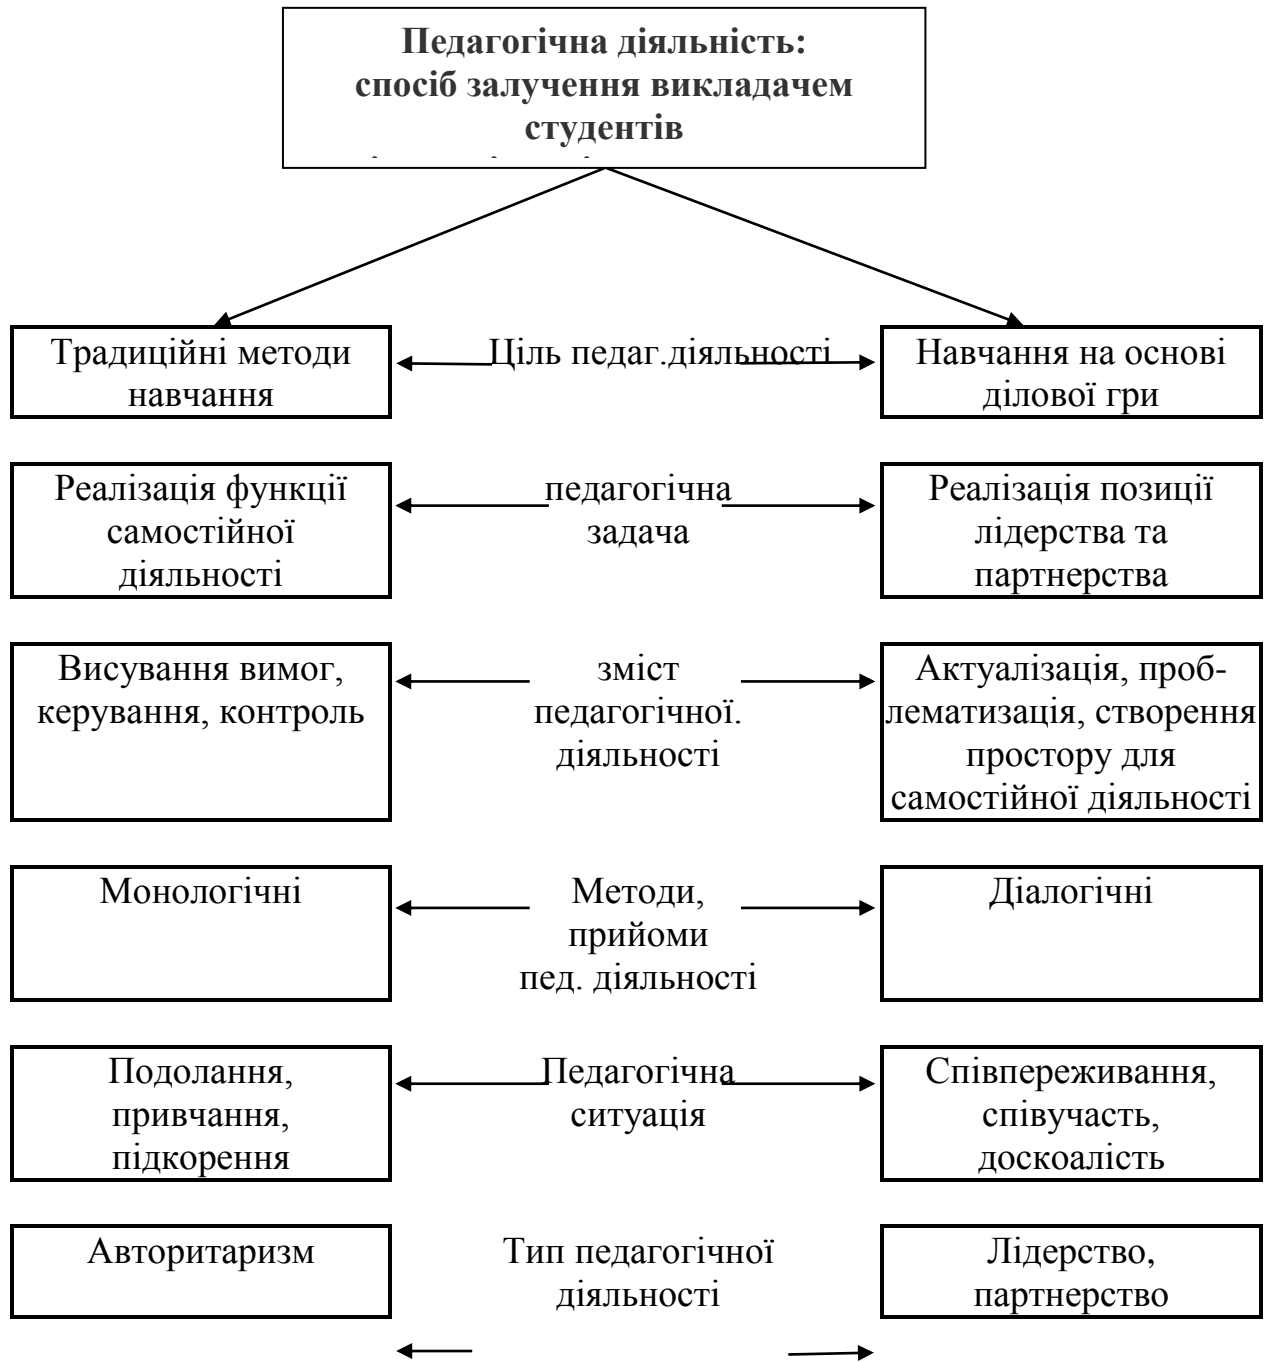 Педагогічна діяльність:
спосіб залучення викладачем
студентів
Традиційні методи
навчання
Ціль педаг.діяльності
Навчання на основі
ділової гри
Реалізація функції
самостійної
діяльності
педагогічна
задача
Реалізація позиції
лідерства та
партнерства
Висування вимог,
керування, контроль
зміст
педагогічної.
діяльності
Актуалізація, проб-
лематизація, створення
простору для
самостійної діяльності
Монологічні
Методи,
прийоми
пед. діяльності
Діалогічні
Подолання,
привчання,
підкорення
Педагогічна
ситуація
Співпереживання,
співучасть,
доскоалість
Авторитаризм
Тип педагогічної
діяльності
Лідерство,
партнерство